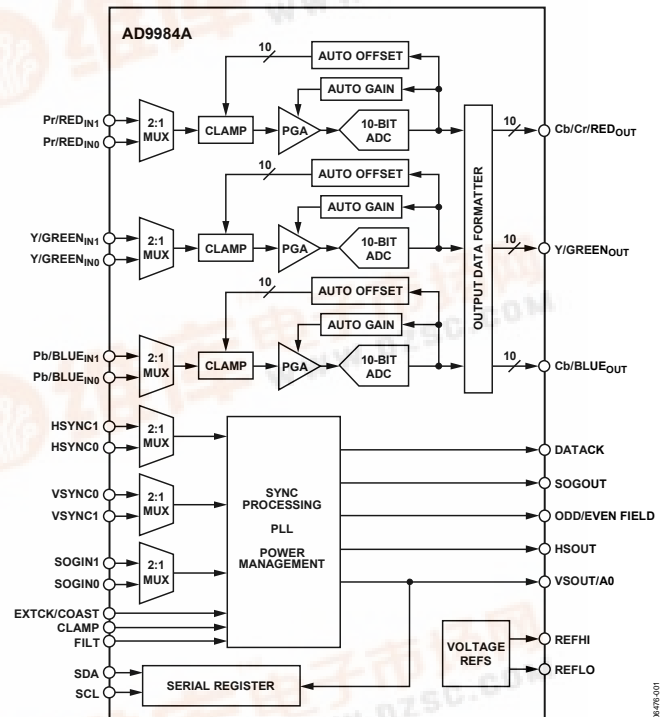 AD9984A
10
AUTO OFFSET
AUTO GAIN
Pr/REDIN1
Pr/REDIN0
2:1 MUX
CLAMP
PGA
10-BIT ADC
10
Cb/Cr/REDOUT
10
AUTO OFFSET
AUTO GAIN
Y/GREENIN1
Y/GREENIN0
2:1 MUX
CLAMP
PGA
10-BIT ADC
OUTPUT DATA FORMATTER
10
Y/GREENOUT
10
AUTO OFFSET
AUTO GAIN
Pb/BLUEIN1
Pb/BLUEIN0
2:1 MUX
CLAMP
PGA
10-BIT ADC
10
Cb/BLUEOUT
HSYNC1
HSYNC0
2:1 MUX
VSYNC0
VSYNC1
2:1 MUX
SOGIN1
SOGIN0
2:1 MUX
EXTCK/COAST
CLAMP
FILT
SYNC
PROCESSING
PLL
POWER
MANAGEMENT
DATACK
SOGOUT
ODD/EVEN FIELD
HSOUT
VSOUT/A0
SDA
SCL
SERIAL REGISTER
VOLTAGE
REFS
REFHI
REFLO
06476-001